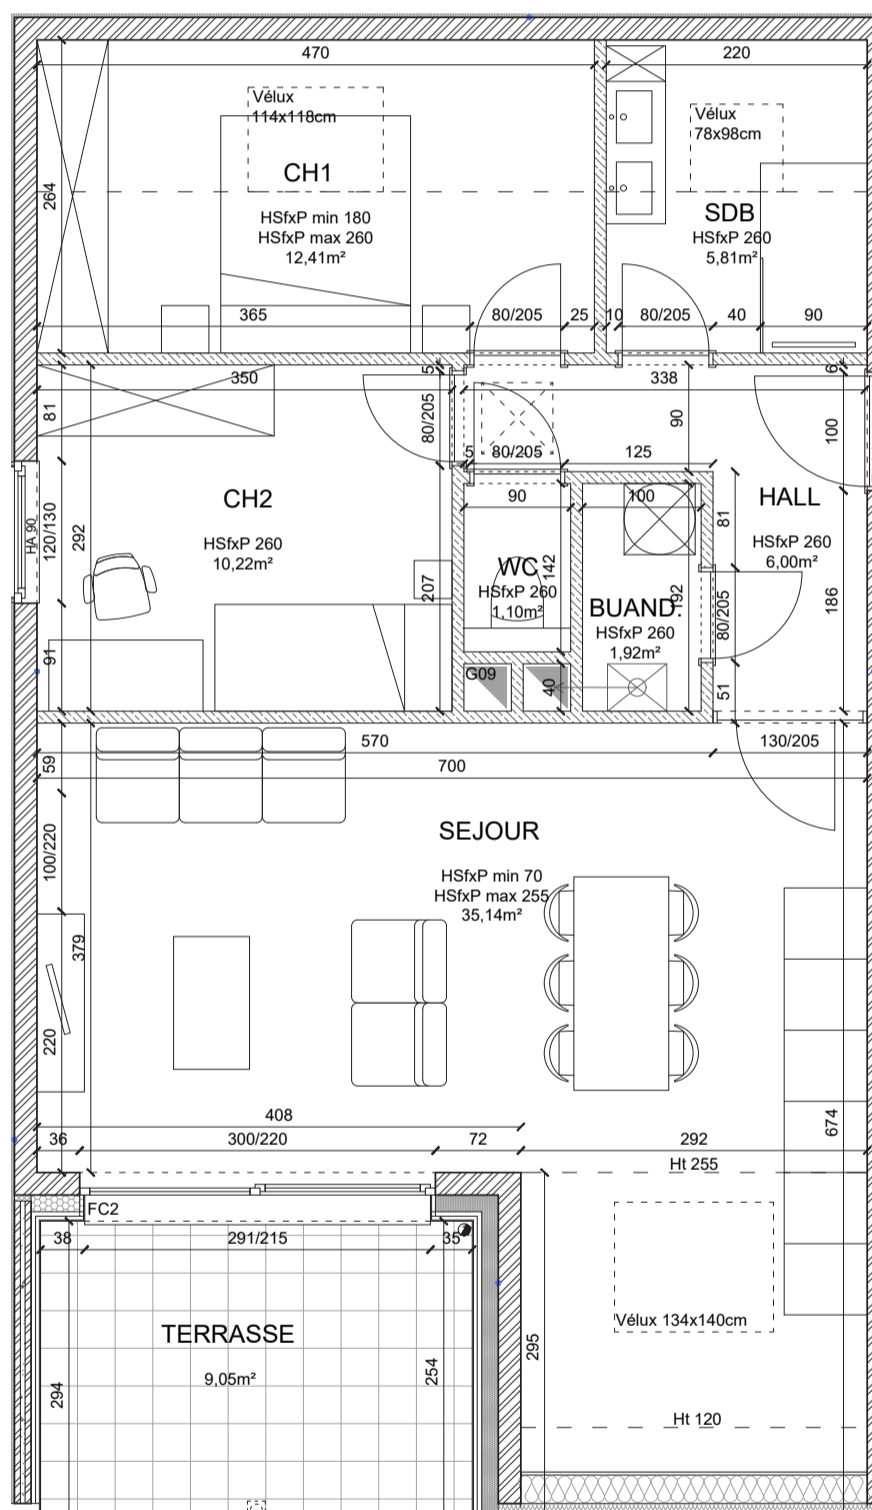 470
220
Vélux
114x118cm
Vélux
78x98cm
CH1
264
HSfxP min 180
HSfxP max 260
12,41m²
SDB
HSfxP 260
5,81m²
365
80/205
25
10
80/205
40
90
350
5
338
6
81
80/205
90
100
5
80/205
125
90
100
HALL
HSfxP 260
6,00m²
81
CH2
HSfxP 260
10,22m²
HA 90
120/130
292
WC
HSfxP 260
1,10m²
142
207
BUAND.
HSfxP 260
1,92m²
192
80/205
186
91
G09
40
51
570
130/205
59
700
SEJOUR
HSfxP min 70
HSfxP max 255
35,14m²
100/220
379
220
408
674
36
300/220
72
292
Ht 255
FC2
38
291/215
35
Vélux 134x140cm
TERRASSE
9,05m²
295
294
254
Ht 120